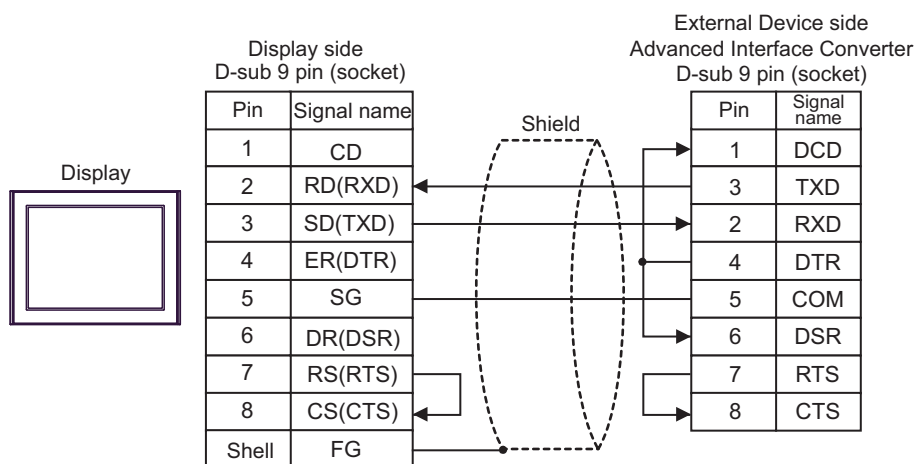 External Device side
Advanced Interface Converter
D-sub 9 pin (socket)
Display side
D-sub 9 pin (socket)
Display
Shield
Pin Signal name
1 CD
2 RD(RXD)
3 SD(TXD)
4 ER(DTR)
5 SG
6 DR(DSR)
7 RS(RTS)
8 CS(CTS)
Shell FG
Pin Signal name
1 DCD
3 TXD
2 RXD
4 DTR
5 COM
6 DSR
7 RTS
8 CTS